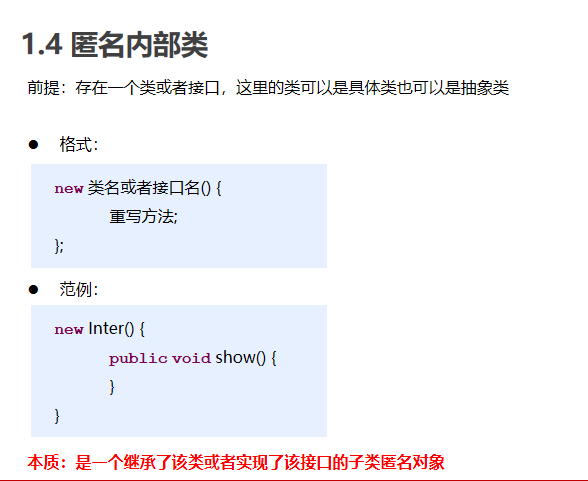 1.4 匿名内部类
前提：存在一个类或者接口，这里的类可以是具体类也可以是抽象类
● 格式：
new 类名或者接口名() {
重写方法;
};
● 范例：
new Inter() {
public void show() {
}
}
本质：是一个继承了该类或者实现了该接口的子类匿名对象